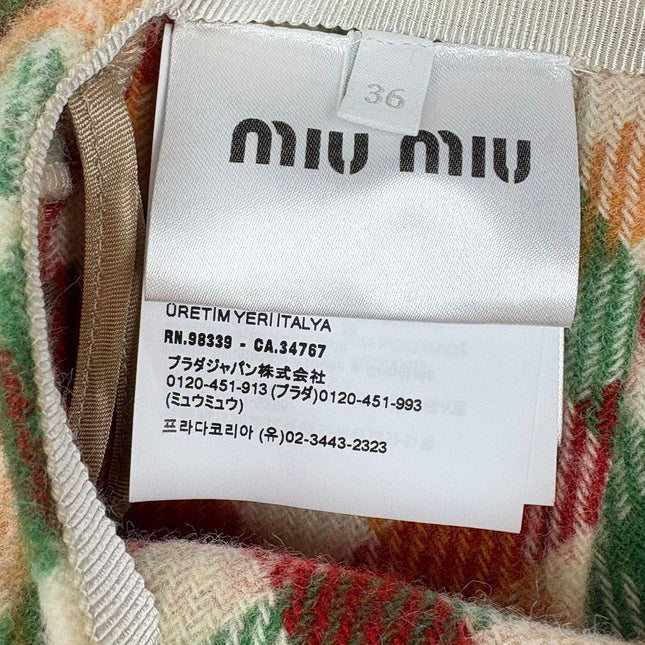 36
miu miu
ÜRETİM YERİ İTALYA
RN.98339 - CA.34767
プラダジャパン株式会社
0120-451-913 (プラダ)0120-451-993
(ミュウミュウ)
프라다코리아 (유)02-3443-2323